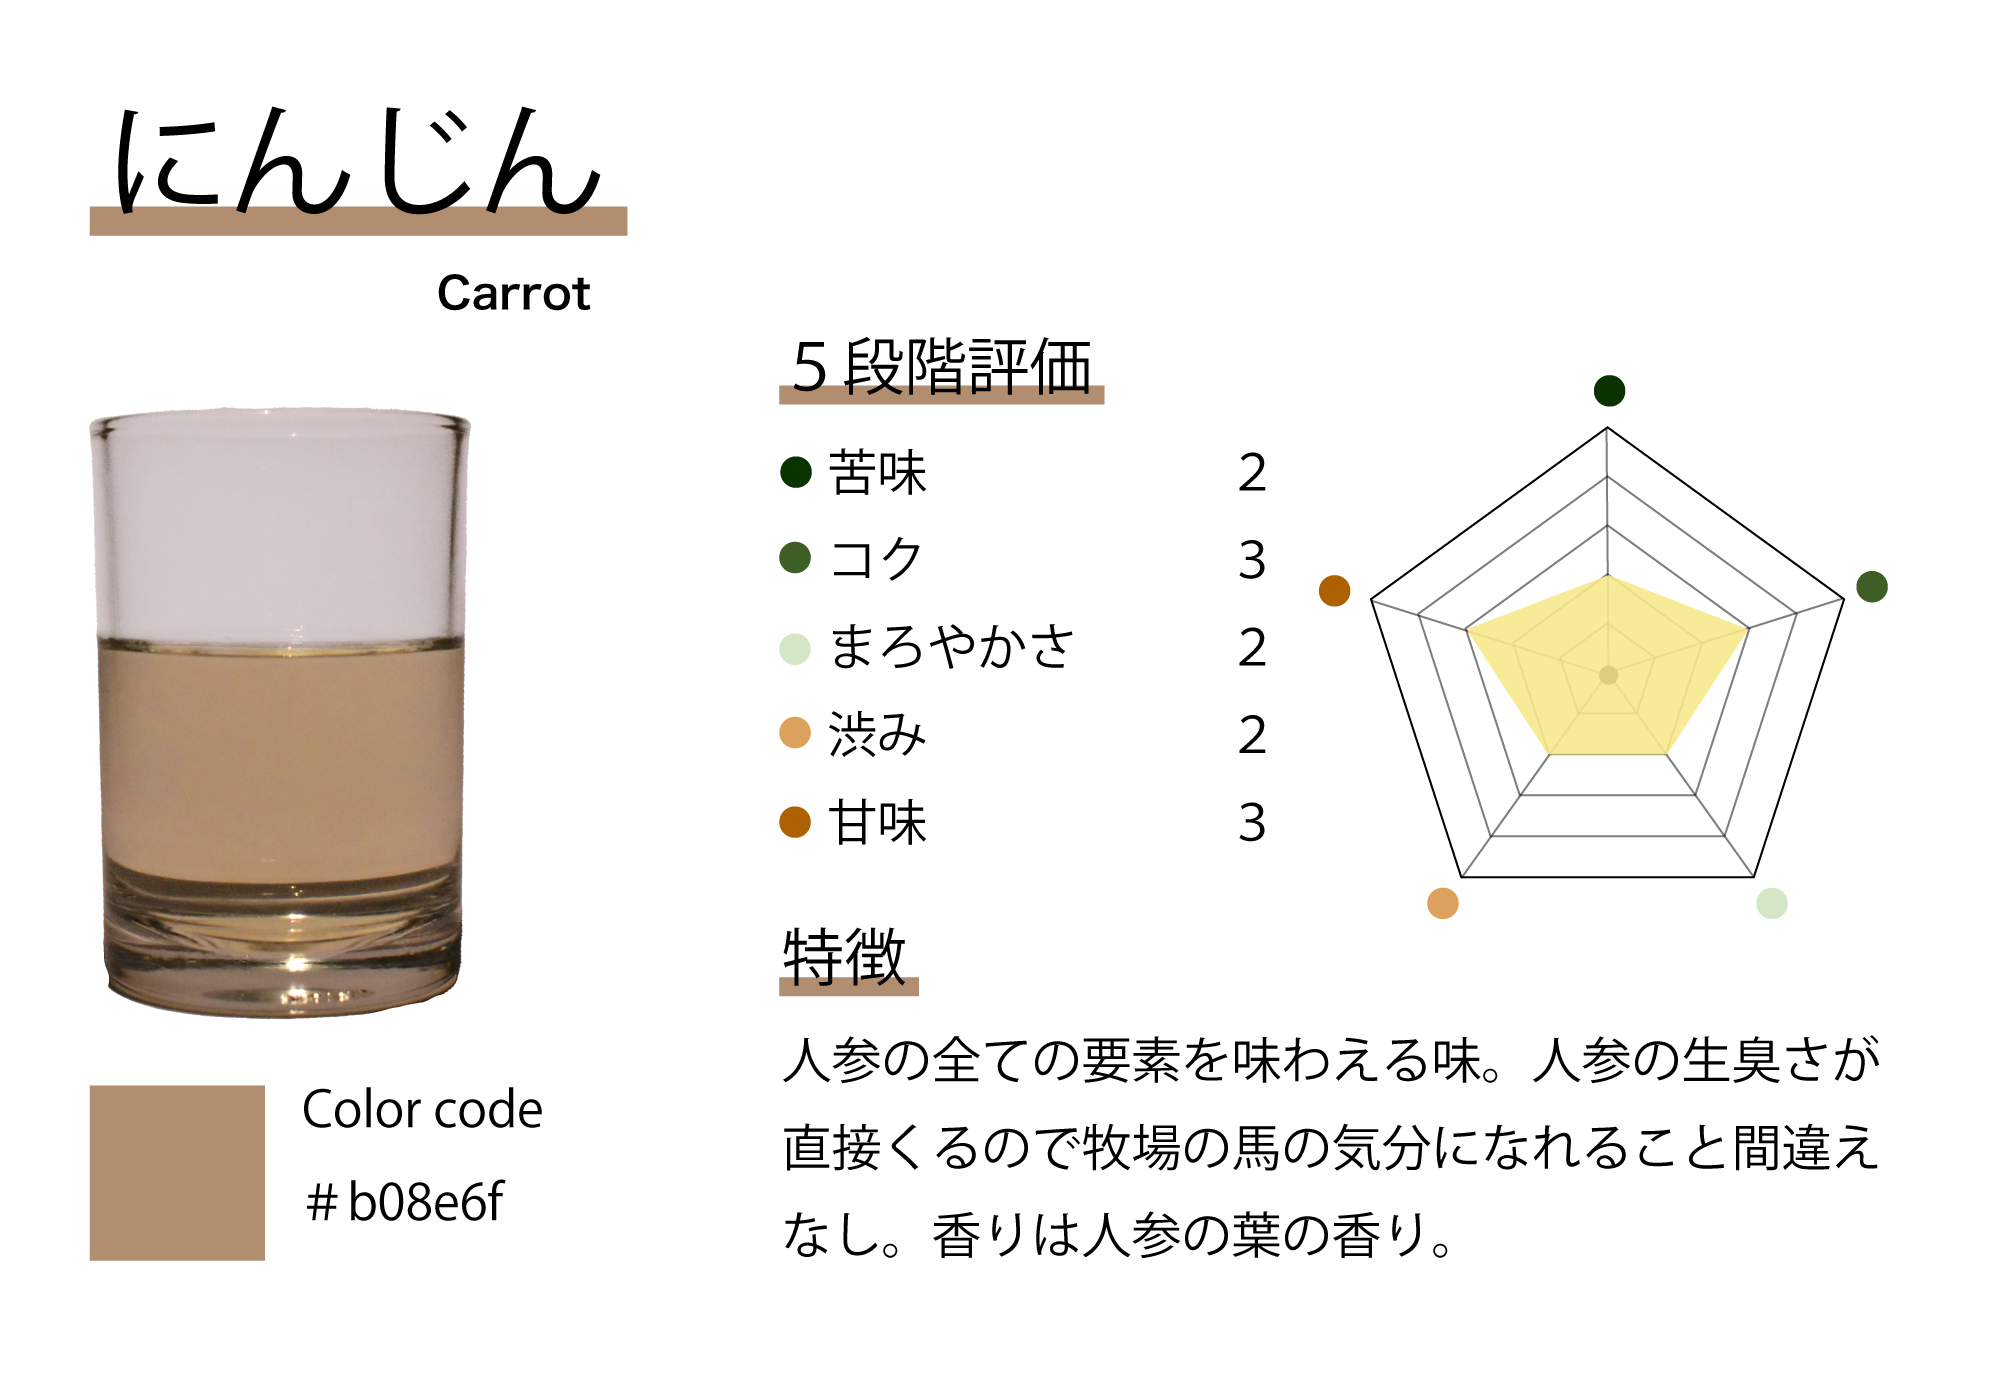 にんじん
Carrot
５段階評価
苦味 2
コク 3
まろやかさ 2
渋み 2
甘味 3
特徴
人参の全ての要素を味わえる味。人参の生臭さが
直接くるので牧場の馬の気分になれること間違え
なし。香りは人参の葉の香り。
Color code
＃b08e6f